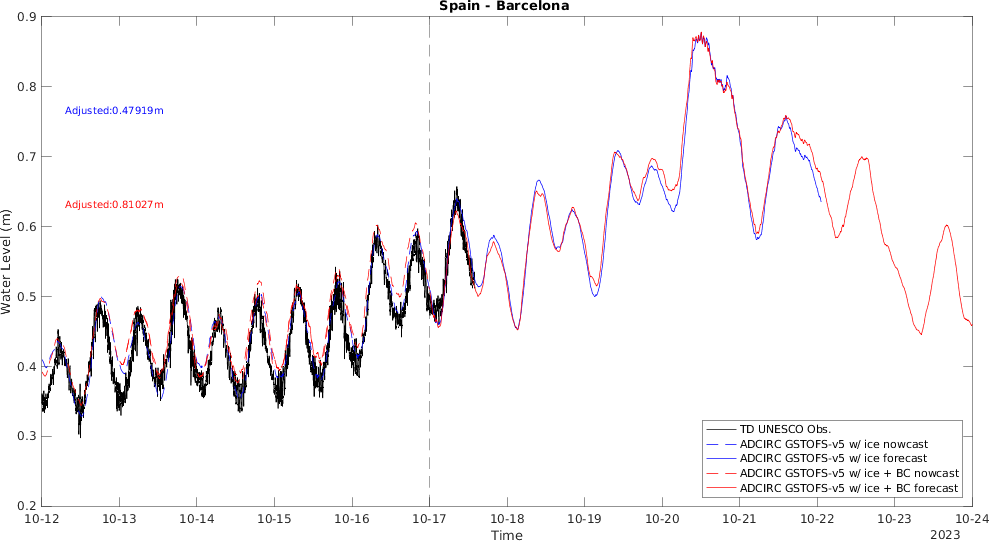 Spain - Barcelona
0.9
0.8
0.7
0.6
0.5
0.4
0.3
0.2
Water Level (m)
Adjusted:0.47919m
Adjusted:0.81027m
TD UNESCO Obs.
ADCIRC GSTOFS-v5 w/ ice nowcast
ADCIRC GSTOFS-v5 w/ ice forecast
ADCIRC GSTOFS-v5 w/ ice + BC nowcast
ADCIRC GSTOFS-v5 w/ ice + BC forecast
10-12 10-13 10-14 10-15 10-16 10-17 10-18 10-19 10-20 10-21 10-22 10-23 10-24
Time
2023